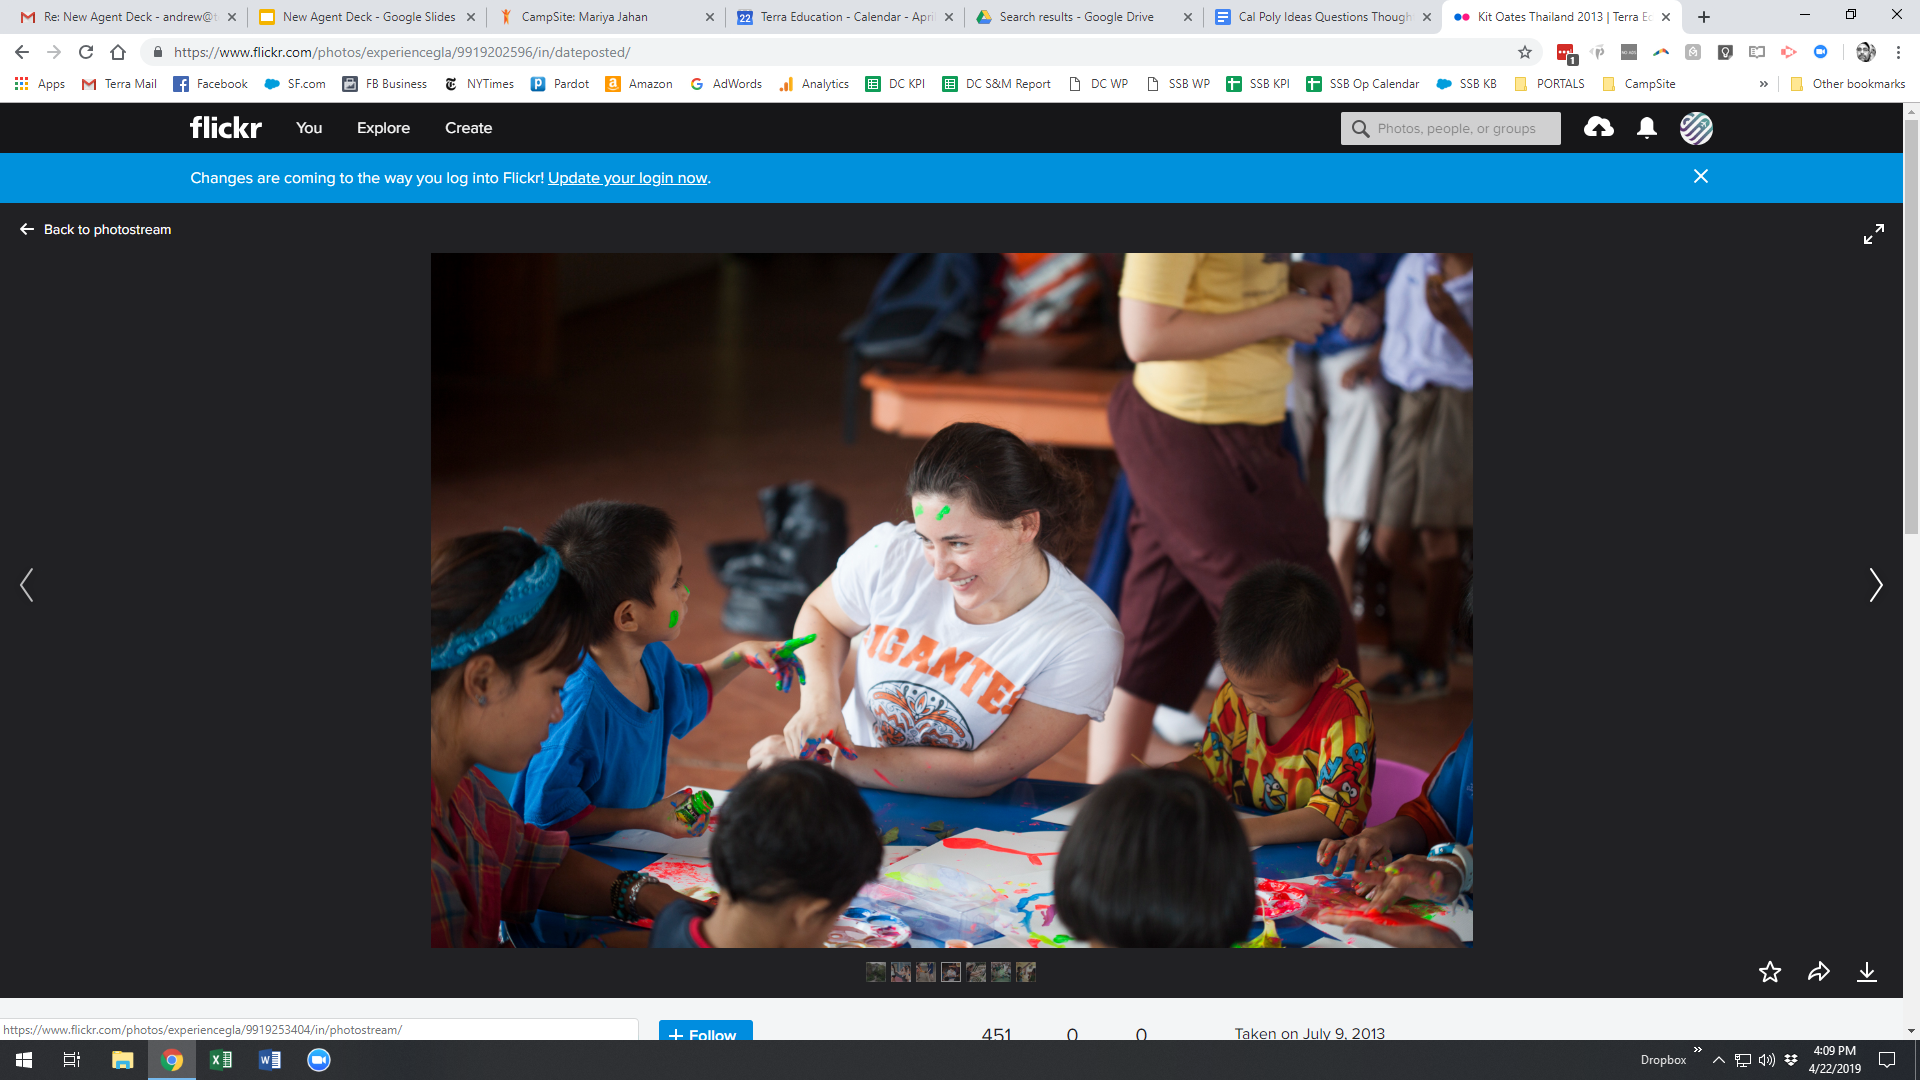 Re: New Agent Deck - andrew@t
New Agent Deck - Google Slides
CampSite: Mariya Jahan
Terra Education - Calendar - Apri
Search results - Google Drive
Cal Poly Ideas Questions Though
Kit Oates Thailand 2013 | Terra E
https://www.flickr.com/photos/experiencegla/9919202596/in/dateposted/
1
Apps
Terra Mail
Facebook
SF.com
FB Business
NYTimes
Pardot
Amazon
AdWords
Analytics
DC KPI
DC S&M Report
DC WP
SSB WP
SSB KPI
SSB Op Calendar
SSB KB
PORTALS
CampSite
Other bookmarks
flickr
You
Explore
Create
Photos, people, or groups
Changes are coming to the way you log into Flickr! Update your login now.
Back to photostream
GIGANTES
https://www.flickr.com/photos/experiencegla/9919253404/in/photostream/
+ Follow
451
0
0
Taken on July 9, 2013
Dropbox
4:09 PM
4/22/2019